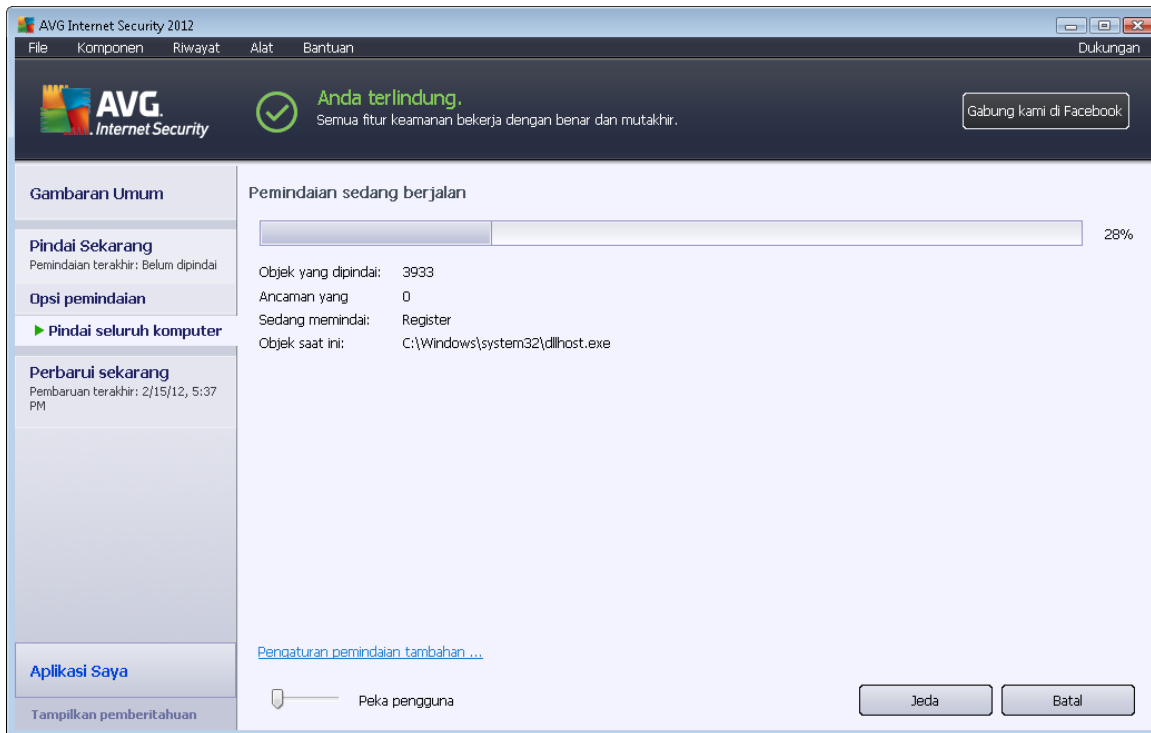 AVG Internet Security 2012
File Komponen Riwayat Alat Bantuan Dukungan
AVG.
Internet Security
Anda terlindung.
Semua fitur keamanan bekerja dengan benar dan mutakhir.
Gabung kami di Facebook
Gambaran Umum
Pindai Sekarang
Pemindaian terakhir: Belum dipindai
Opsi pemindaian
Pindai seluruh komputer
Perbarui sekarang
Pembaruan terakhir: 2/15/12, 5:37
PM
Aplikasi Saya
Tampilkan pemberitahuan
Pemindaian sedang berjalan
28%
Objek yang dipindai: 3933
Ancaman yang 0
Sedang memindai: Register
Objek saat ini: C:\Windows\system32\dllhost.exe
Pengaturan pemindaian tambahan ...
Peka pengguna
Jeda
Batal